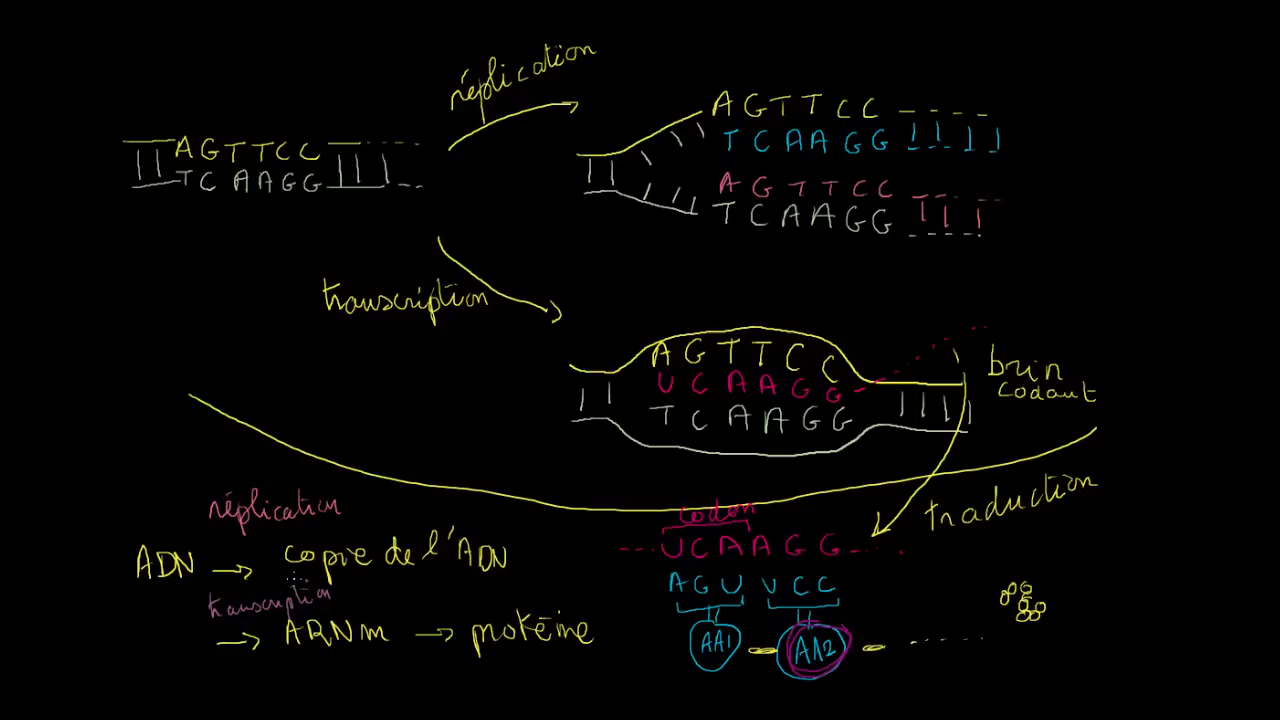 réplication
AGTTCC
TCAAGG
AGTTCC
TCAAGG
AGTTCC
TCAAGG
transcription
AGTTCC
UCAAGG
TCAAGG
brin
codant
traduction
réplication
ADN → copie de l'ADN
transcription
→ ARNm → protéine
codon
UCAAGG
AGU UCC
AA1 AA2